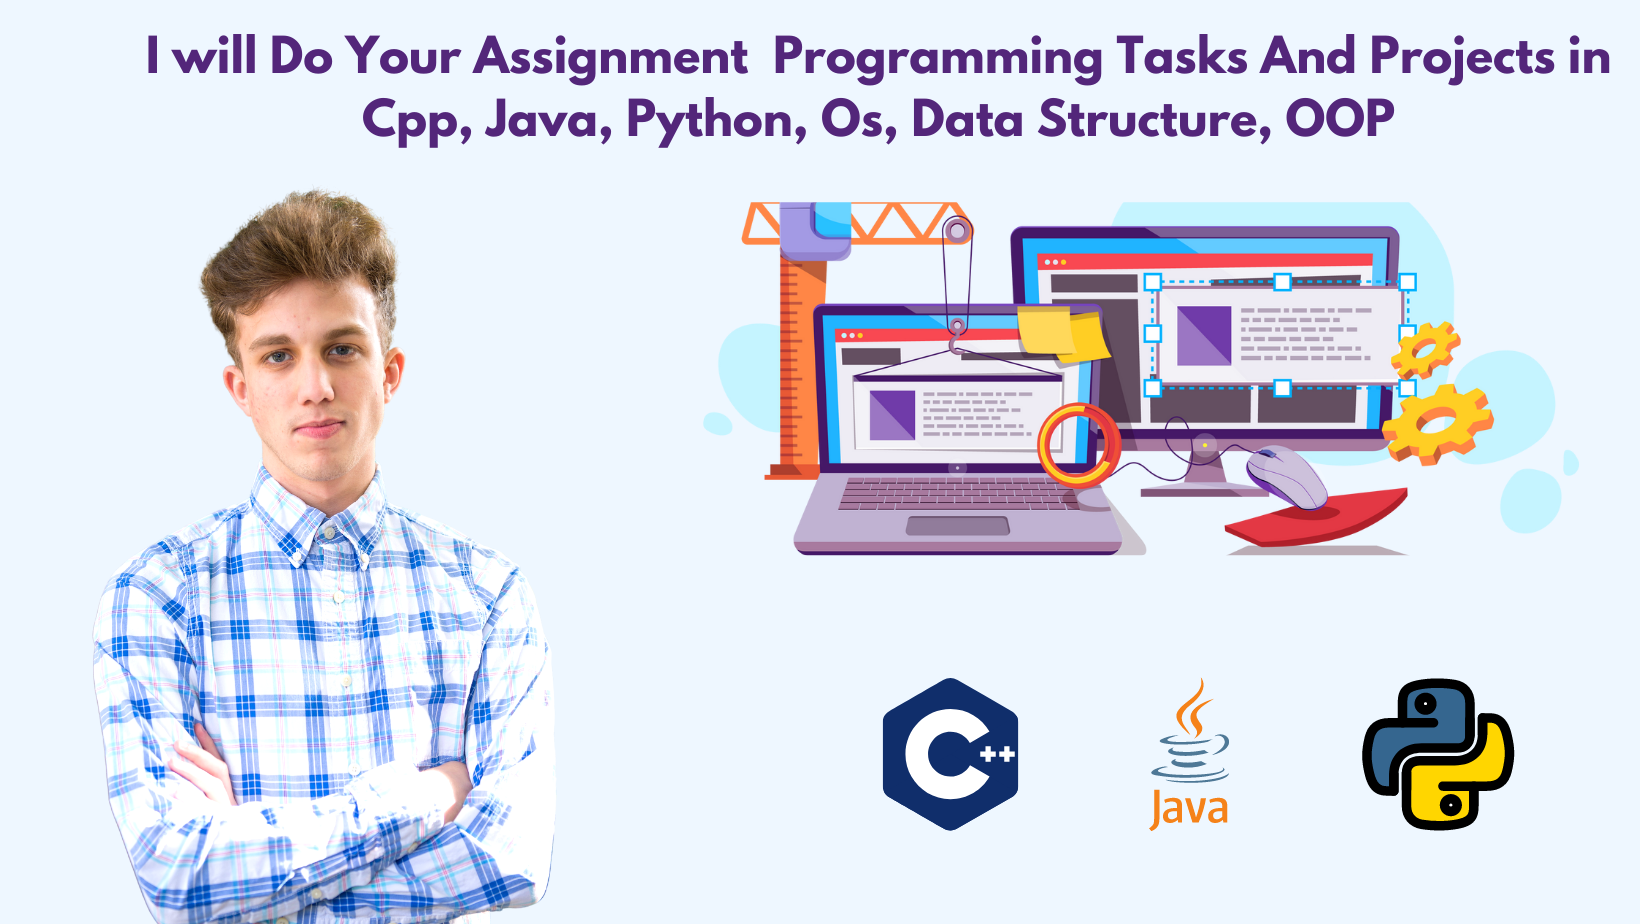 I will Do Your Assignment Programming Tasks And Projects in
Cpp, Java, Python, Os, Data Structure, OOP
C++
Java